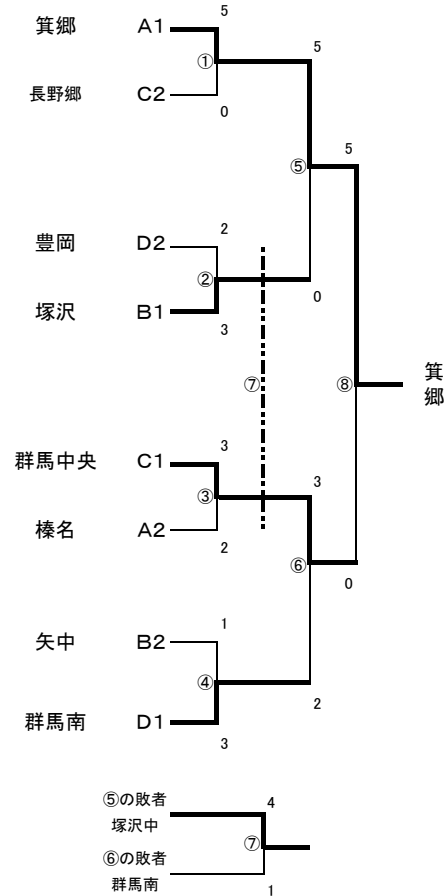 5
箕郷 A1 5
①
長野郷 C2
0 5
⑤
豊岡 D2 2
②
塚沢 B1 0
3
⑦ ⑧ 箕郷
群馬中央 C1 3 3
③
榛名 A2
2 ⑥
0
矢中 B2 1
④
2
群馬南 D1
3
⑤の敗者 4
塚沢中
⑦
⑥の敗者
群馬南
1